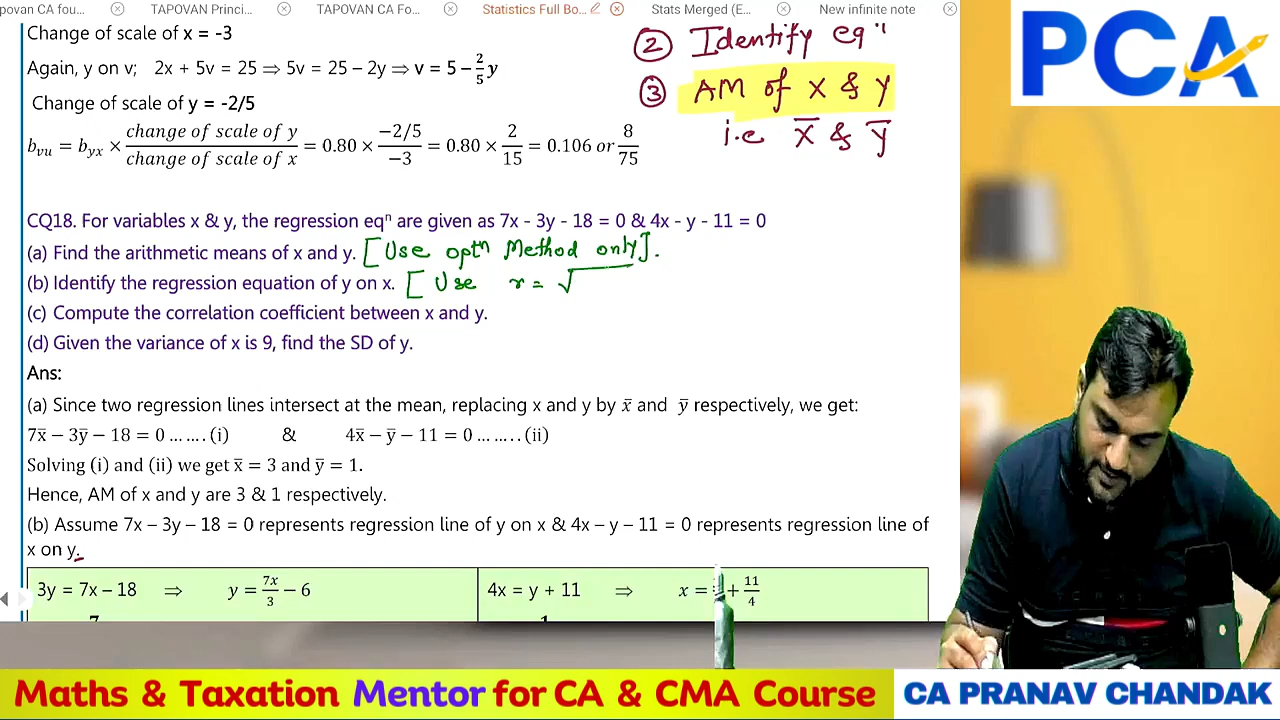 povan CA fou...
TAPOVAN Princi...
TAPOVAN CA Fo...
Statistics Full Bo...
Stats Merged (E...
New infinite note
Change of scale of x = -3
Again, y on v; 2x + 5v = 25 ⇒ 5v = 25 – 2y ⇒ v = 5 – 2/5 y
Change of scale of y = -2/5
b_vu = b_yx × (change of scale of y)/(change of scale of x) = 0.80 × (-2/5)/(-3) = 0.80 × 2/15 = 0.106 or 8/75
② Identify eqⁿ
③ AM of X & Y
i.e X̅ & Y̅
PCA
CQ18. For variables x & y, the regression eqⁿ are given as 7x - 3y - 18 = 0 & 4x - y - 11 = 0
(a) Find the arithmetic means of x and y. [Use optⁿ Method only].
(b) Identify the regression equation of y on x. [Use r = √
(c) Compute the correlation coefficient between x and y.
(d) Given the variance of x is 9, find the SD of y.
Ans:
(a) Since two regression lines intersect at the mean, replacing x and y by x̅ and y̅ respectively, we get:
7x̅ – 3y̅ – 18 = 0 ....... (i) & 4x̅ – y̅ – 11 = 0 ........ (ii)
Solving (i) and (ii) we get x̅ = 3 and y̅ = 1.
Hence, AM of x and y are 3 & 1 respectively.
(b) Assume 7x – 3y – 18 = 0 represents regression line of y on x & 4x – y – 11 = 0 represents regression line of
x on y.
3y = 7x – 18 ⇒ y = 7x/3 – 6
4x = y + 11 ⇒ x = + 11/4
7
1
Maths & Taxation Mentor for CA & CMA Course
CA PRANAV CHANDAK